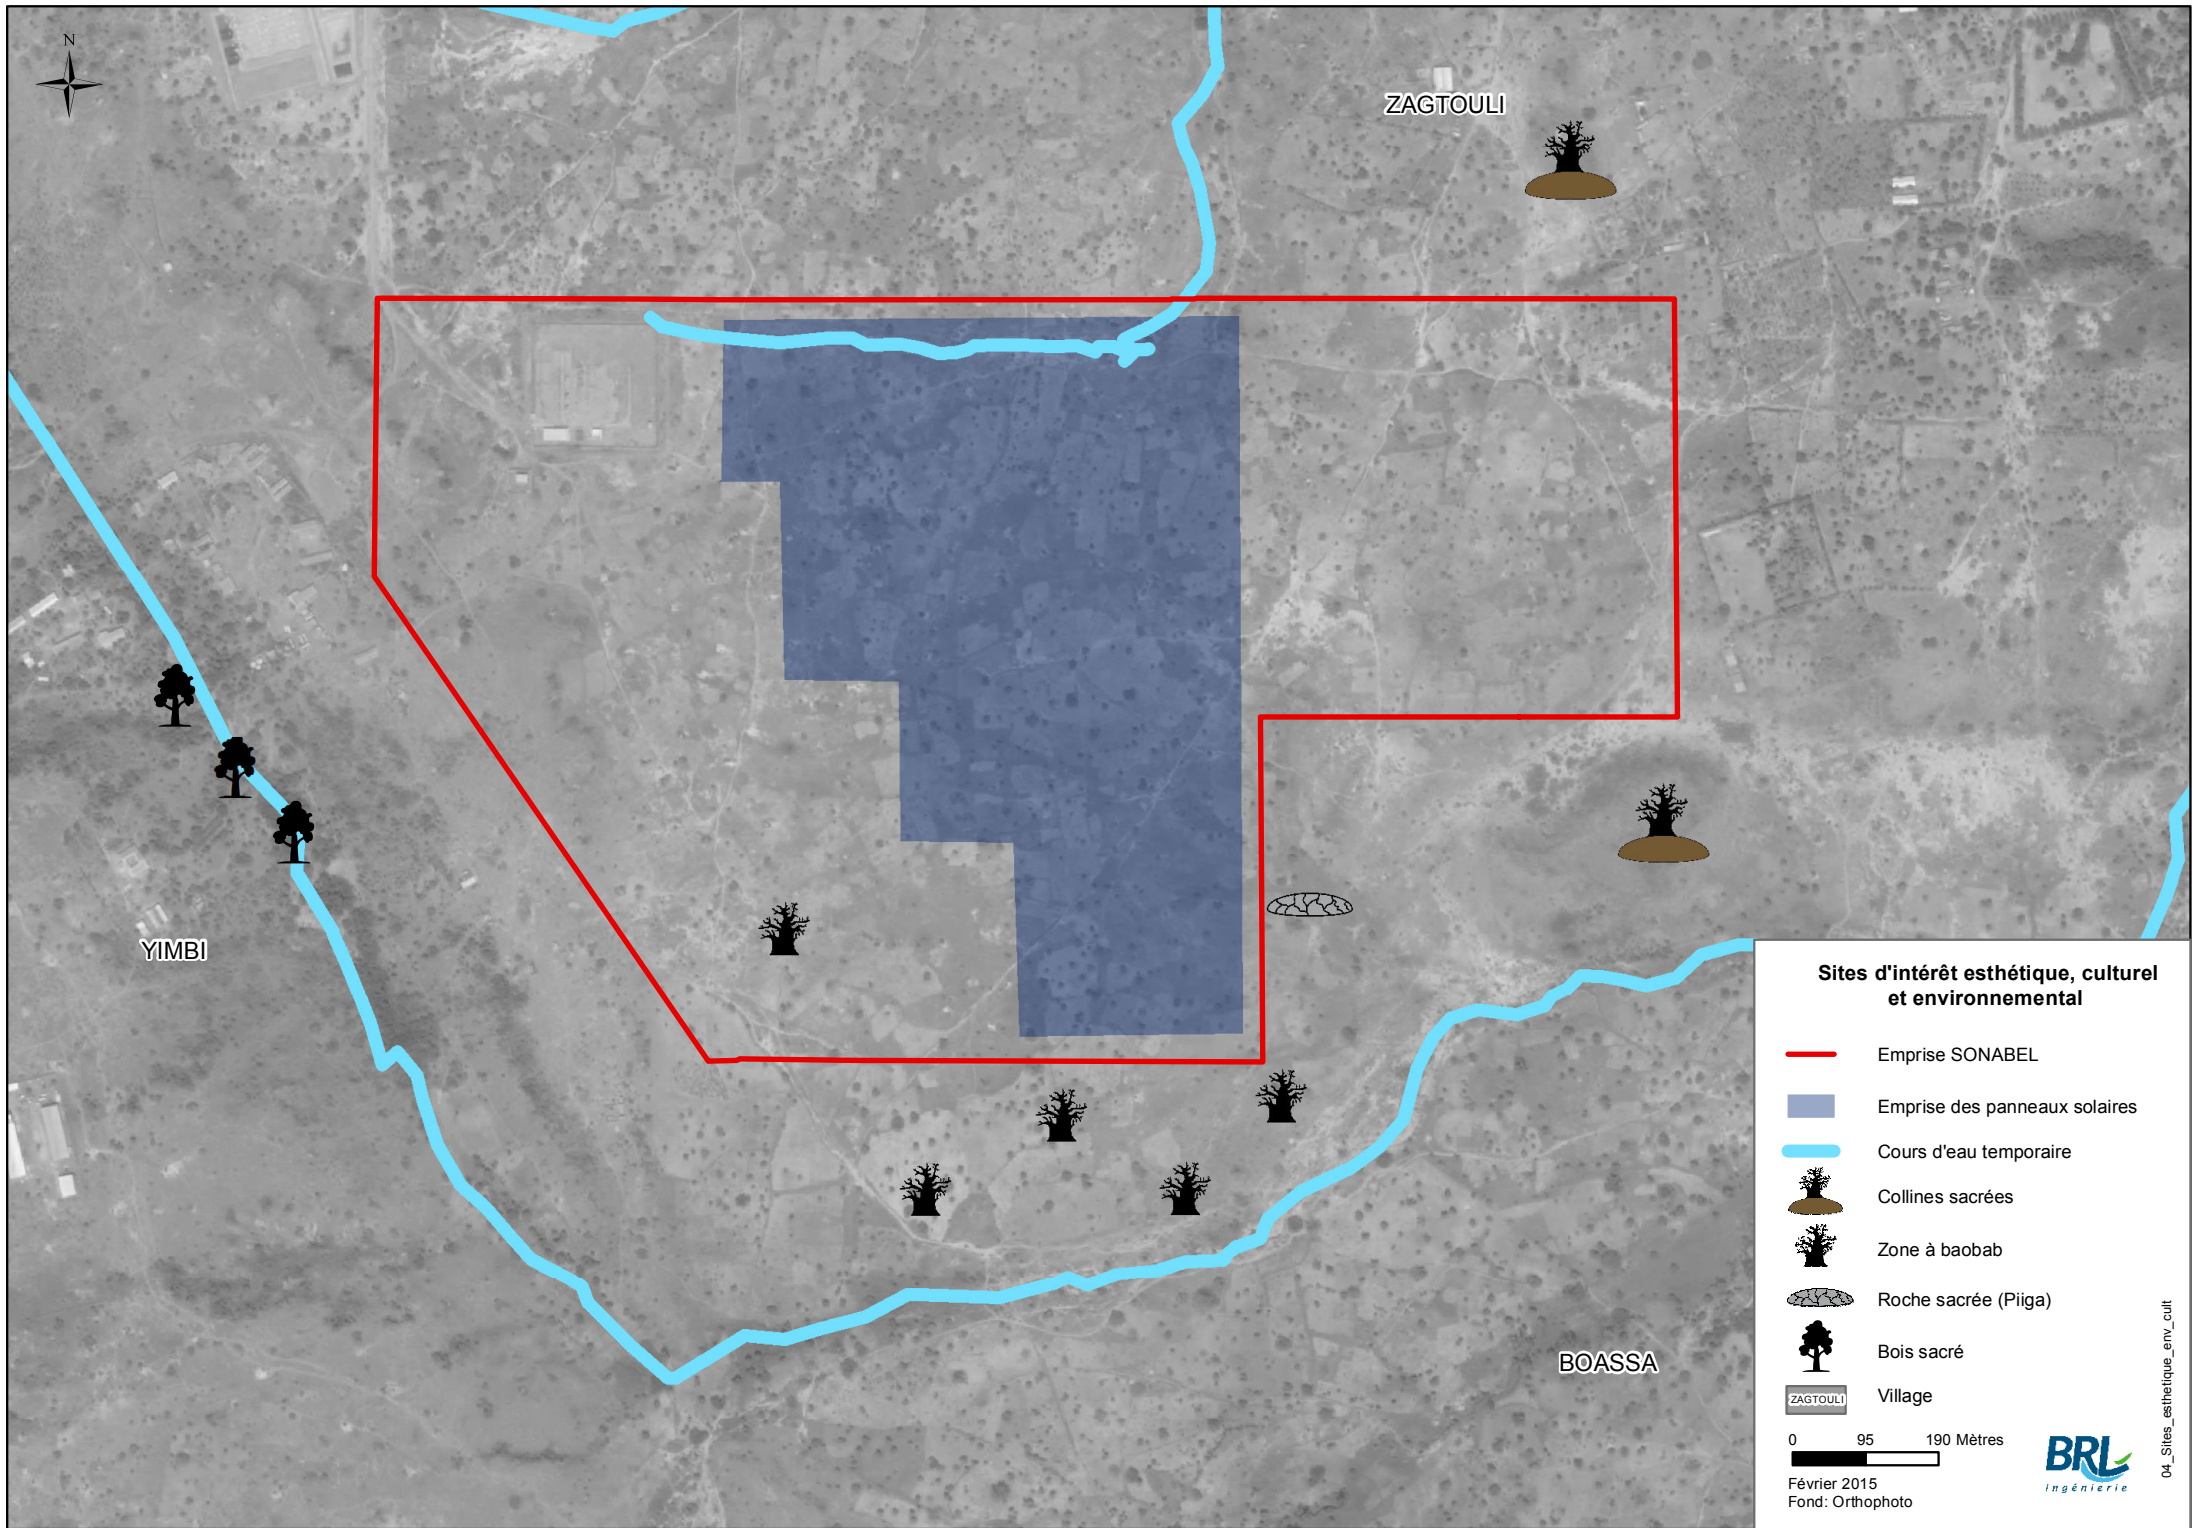 N
ZAGTOULI
YIMBI
BOASSA
Sites d'intérêt esthétique, culturel
et environnemental
Emprise SONABEL
Emprise des panneaux solaires
Cours d'eau temporaire
Collines sacrées
Zone à baobab
Roche sacrée (Piiga)
Bois sacré
ZAGTOULI Village
0 95 190 Mètres
Février 2015
Fond: Orthophoto
BRL
Ingénierie
04_Sites_esthetique_env_cult